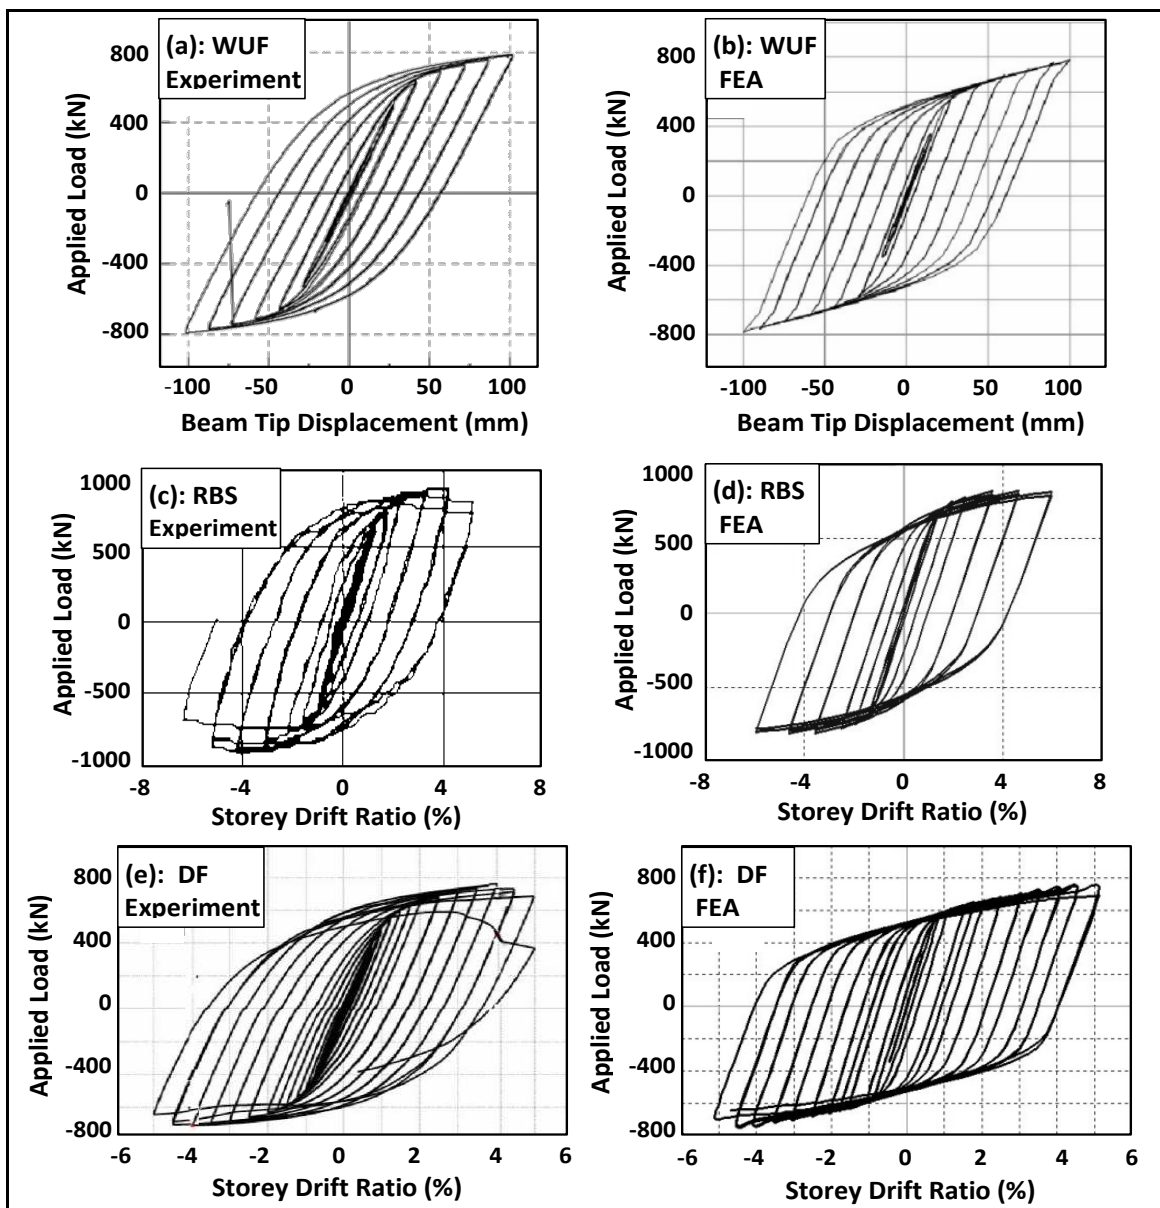 (a): WUF
Experiment
800
400
0
-400
-800
-100 -50 0 50 100
Applied Load (kN)
Beam Tip Displacement (mm)
(b): WUF
FEA
800
400
0
-400
-800
-100 -50 0 50 100
Applied Load (kN)
Beam Tip Displacement (mm)
(c): RBS
Experiment
1000
500
0
-500
-1000
-8 -4 0 4 8
Applied Load (kN)
Storey Drift Ratio (%)
(d): RBS
FEA
1000
500
0
-500
-1000
-8 -4 0 4 8
Applied Load (kN)
Storey Drift Ratio (%)
(e): DF
Experiment
800
400
0
-400
-800
-6 -4 -2 0 2 4 6
Applied Load (kN)
Storey Drift Ratio (%)
(f): DF
FEA
800
400
0
-400
-800
-6 -4 -2 0 2 4 6
Applied Load (kN)
Storey Drift Ratio (%)